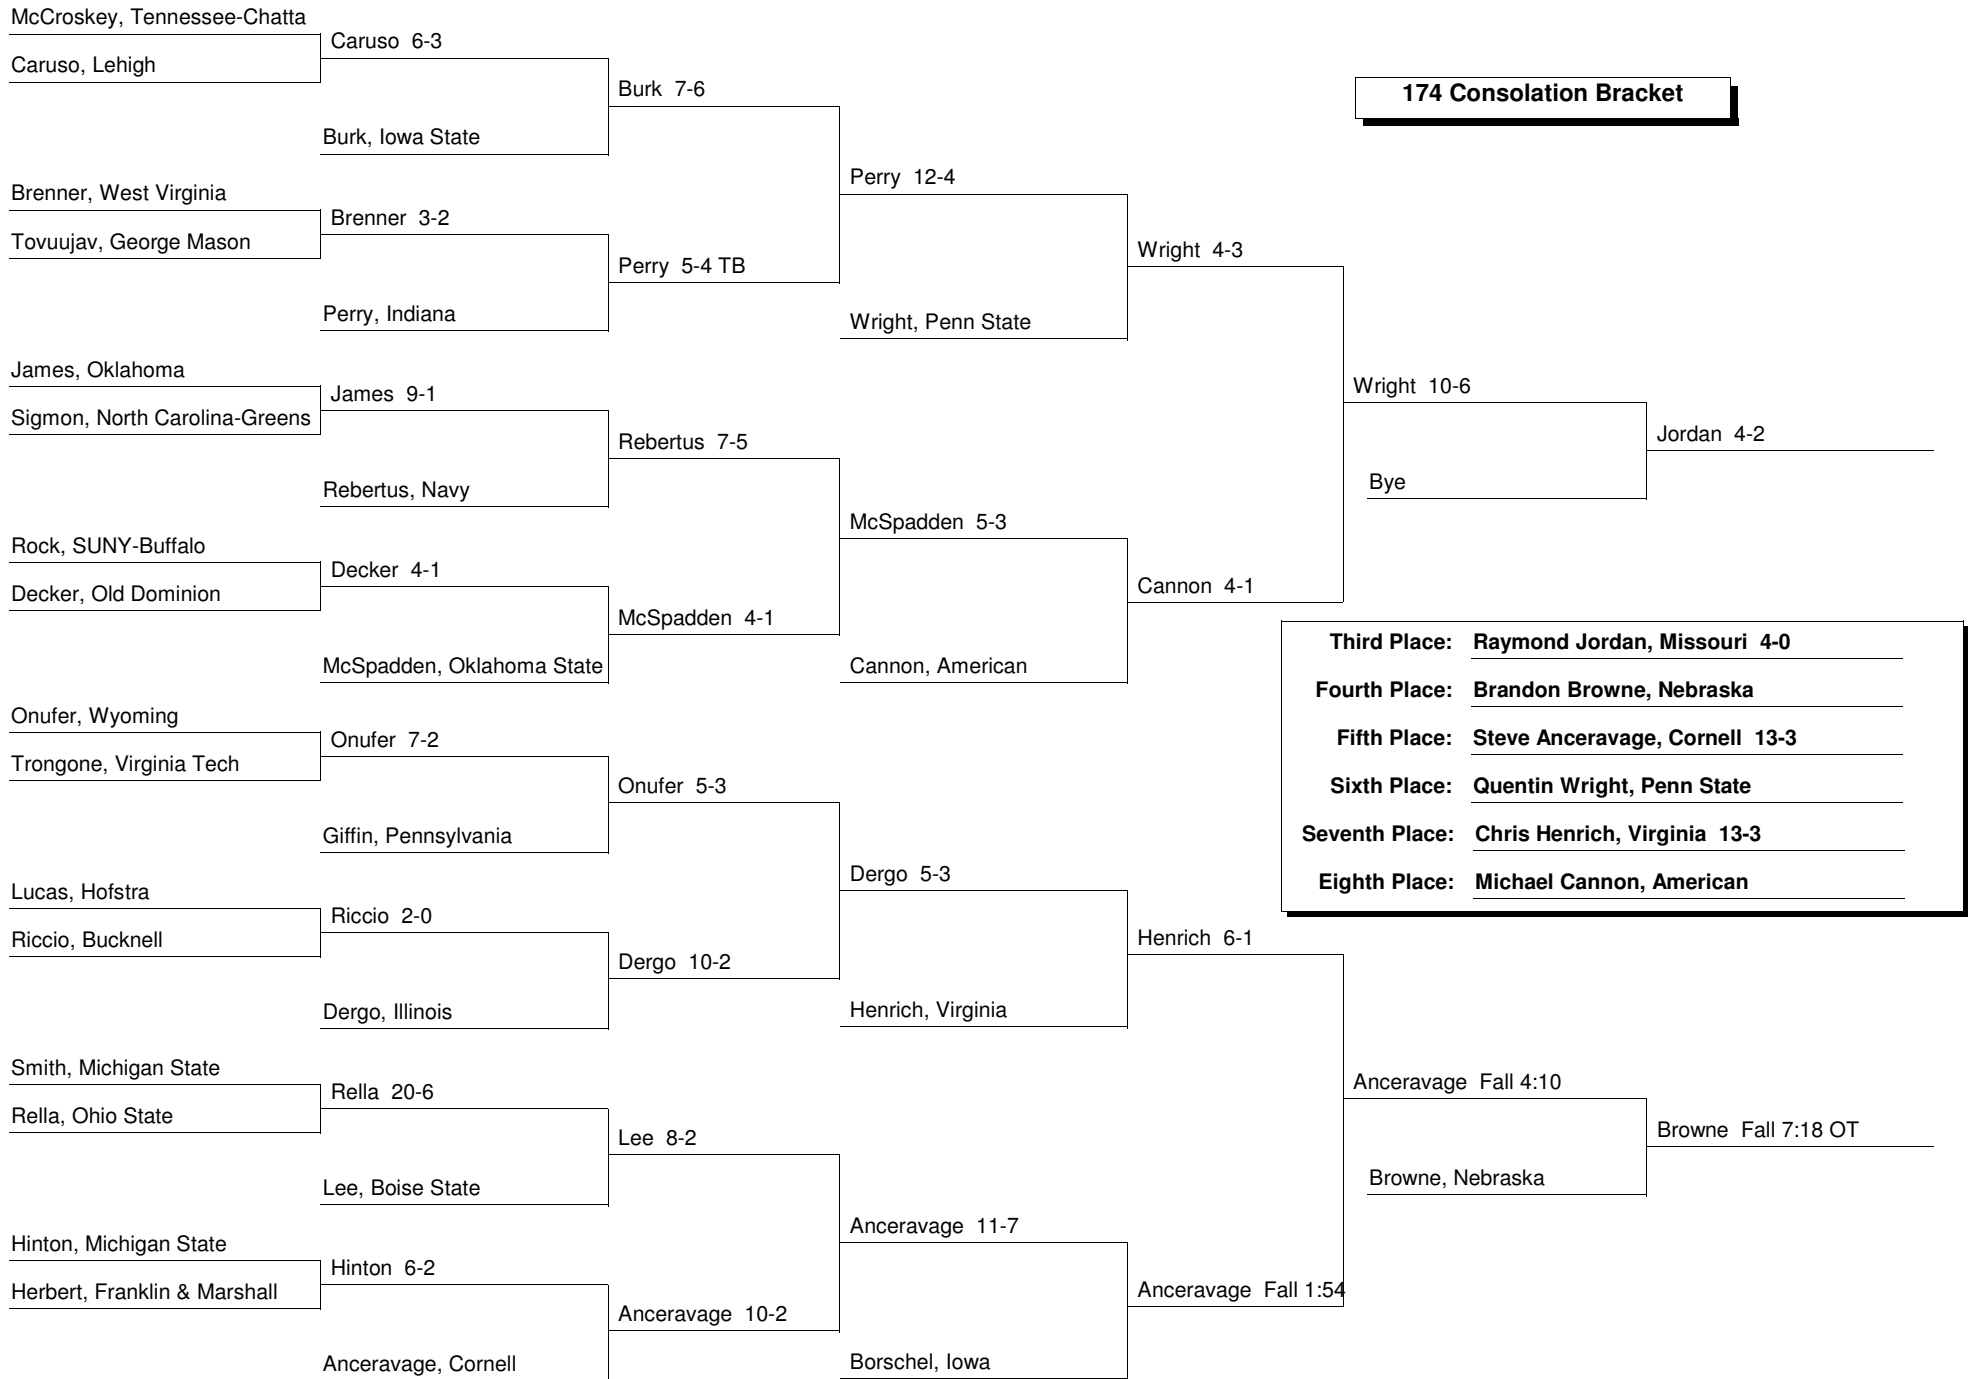 McCroskey, Tennessee-Chatta
Caruso 6-3
Caruso, Lehigh
Burk 7-6
174 Consolation Bracket
Burk, Iowa State
Perry 12-4
Brenner, West Virginia
Brenner 3-2
Tovuujav, George Mason
Wright 4-3
Perry 5-4 TB
Perry, Indiana
Wright, Penn State
James, Oklahoma
Wright 10-6
James 9-1
Sigmon, North Carolina-Greens
Jordan 4-2
Rebertus 7-5
Bye
Rebertus, Navy
McSpadden 5-3
Rock, SUNY-Buffalo
Decker 4-1
Cannon 4-1
Decker, Old Dominion
McSpadden 4-1
Third Place: Raymond Jordan, Missouri 4-0
McSpadden, Oklahoma State
Cannon, American
Fourth Place: Brandon Browne, Nebraska
Onufer, Wyoming
Onufer 7-2
Fifth Place: Steve Anceravage, Cornell 13-3
Trongone, Virginia Tech
Onufer 5-3
Sixth Place: Quentin Wright, Penn State
Giffin, Pennsylvania
Seventh Place: Chris Henrich, Virginia 13-3
Dergo 5-3
Eighth Place: Michael Cannon, American
Lucas, Hofstra
Riccio 2-0
Riccio, Bucknell
Henrich 6-1
Dergo 10-2
Dergo, Illinois
Henrich, Virginia
Smith, Michigan State
Anceravage Fall 4:10
Rella 20-6
Rella, Ohio State
Browne Fall 7:18 OT
Lee 8-2
Browne, Nebraska
Lee, Boise State
Anceravage 11-7
Hinton, Michigan State
Hinton 6-2
Herbert, Franklin & Marshall
Anceravage Fall 1:54
Anceravage 10-2
Anceravage, Cornell
Borschel, Iowa